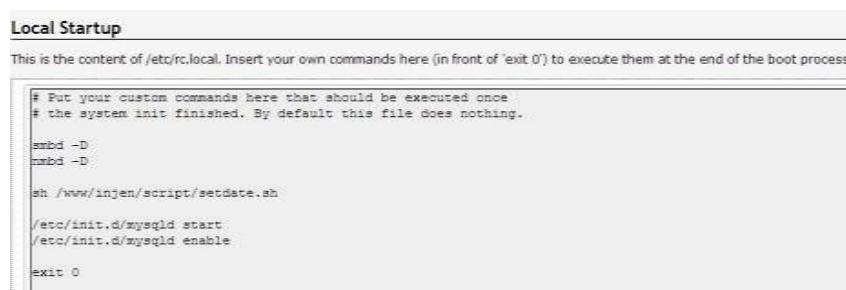 Local Startup
This is the content of /etc/rc.local. Insert your own commands here (in front of 'exit 0') to execute them at the end of the boot process
# Put your custom commands here that should be executed once
# the system init finished. By default this file does nothing.
smbd -D
nmbd -D
sh /www/injen/script/setdate.sh
/etc/init.d/mysqld start
/etc/init.d/mysqld enable
exit 0